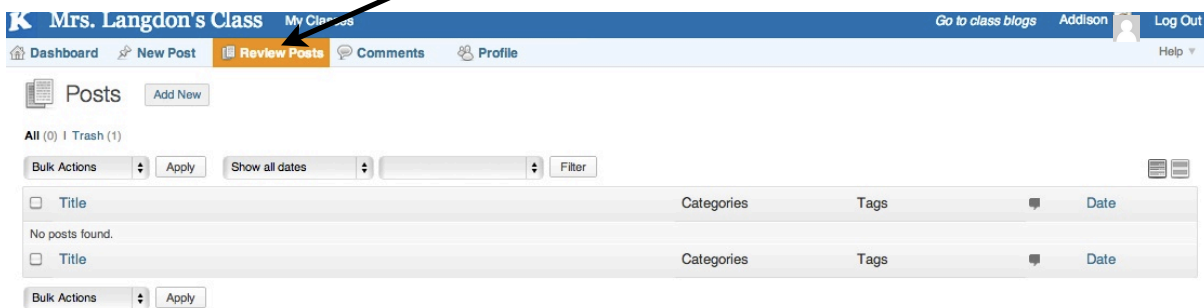 K Mrs. Langdon's Class My Classes Go to class blogs Addison Log Out
Dashboard New Post Review Posts Comments Profile Help
Posts Add New
All (0) | Trash (1)
Bulk Actions Apply Show all dates Filter
Title Categories Tags Date
No posts found.
Title Categories Tags Date
Bulk Actions Apply